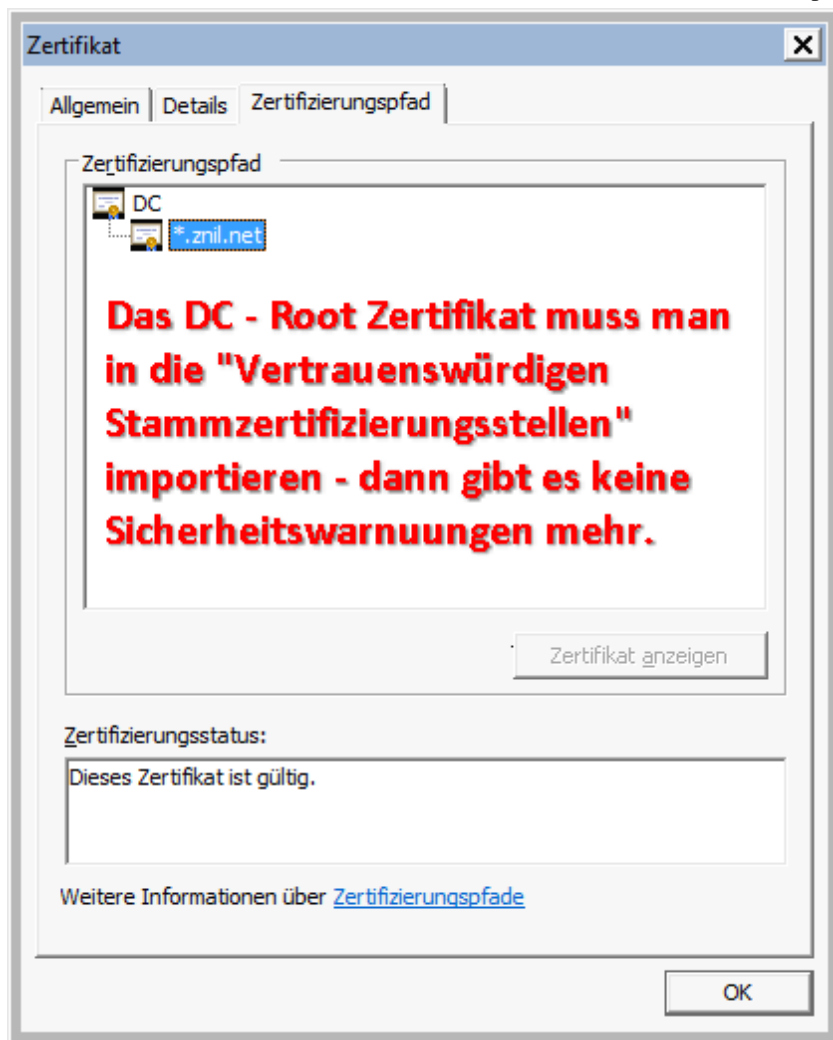 Zertifikat
Allgemein Details Zertifizierungspfad
Zertifizierungspfad
DC
*.znil.net
Das DC - Root Zertifikat muss man
in die "Vertrauenswürdigen
Stammzertifizierungsstellen"
importieren - dann gibt es keine
Sicherheitswarnuungen mehr.
Zertifikat anzeigen
Zertifizierungsstatus:
Dieses Zertifikat ist gültig.
Weitere Informationen über Zertifizierungspfade
OK